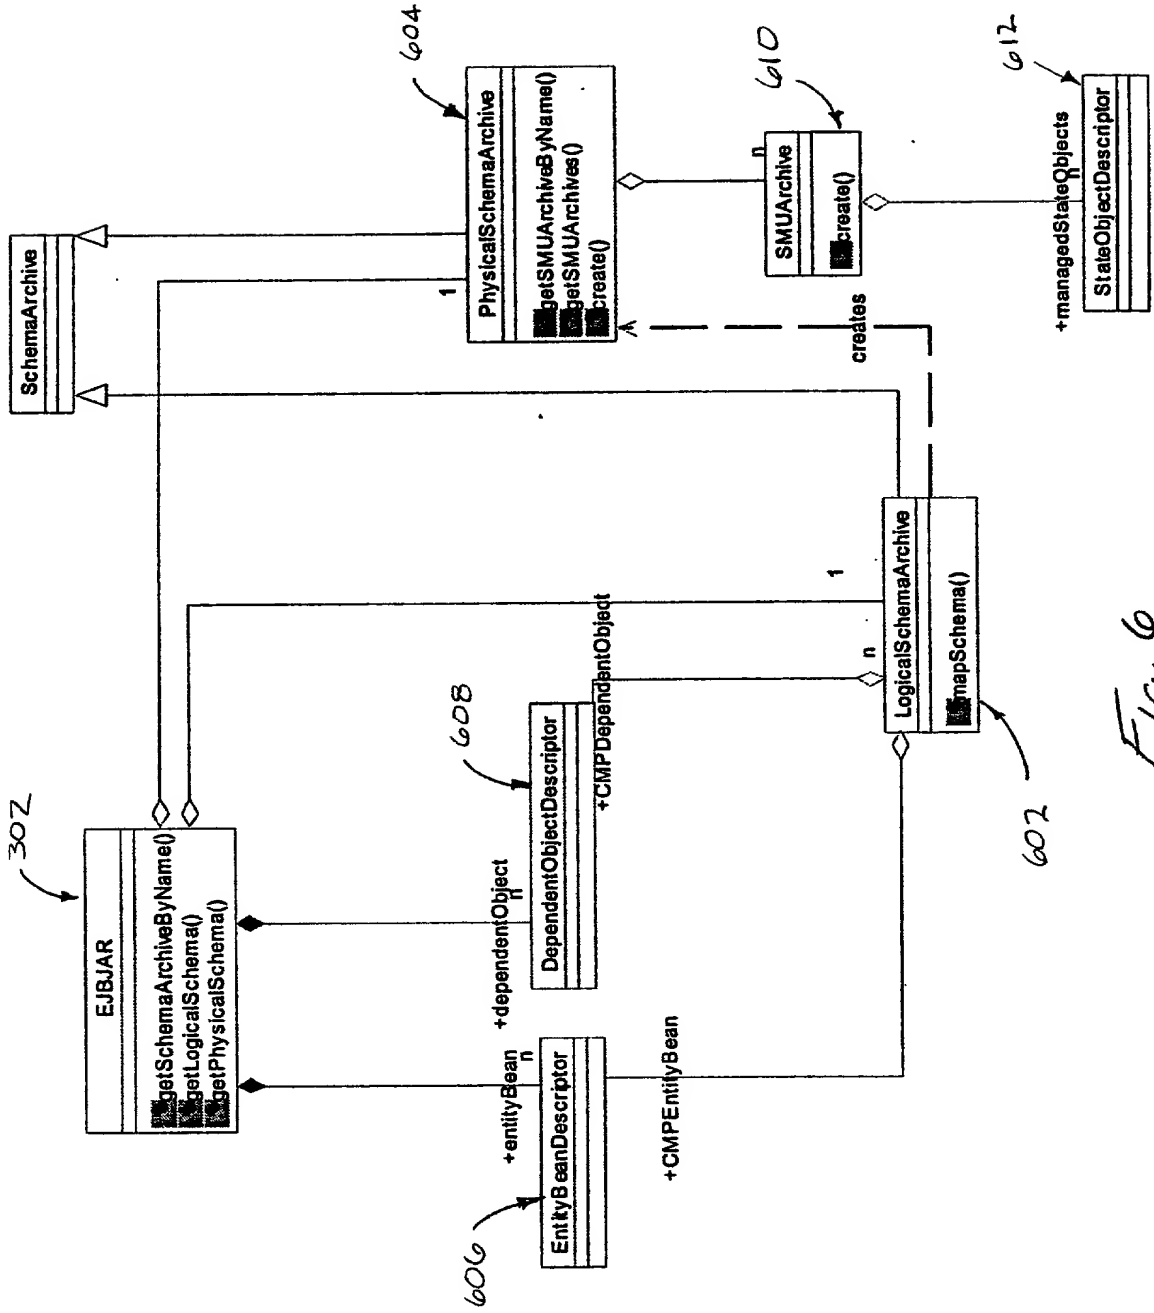 302
EJBJAR
getSchemaArchiveByName()
getLogicalSchema()
getPhysicalSchema()
SchemaArchive
604
PhysicalSchemaArchive
getSMUArchiveByName()
getSMUArchives()
create()
1
+entityBean
n
+dependentObject
n
606
EntityBeanDescriptor
608
DependentObjectDescriptor
+CMPEntityBean
+CMPDependentObject
n
1
602
LogicalSchemaArchive
mapSchema()
creates
610
n
SMUArchive
create()
612
+managedStateObjects
n
StateObjectDescriptor
Fig. 6